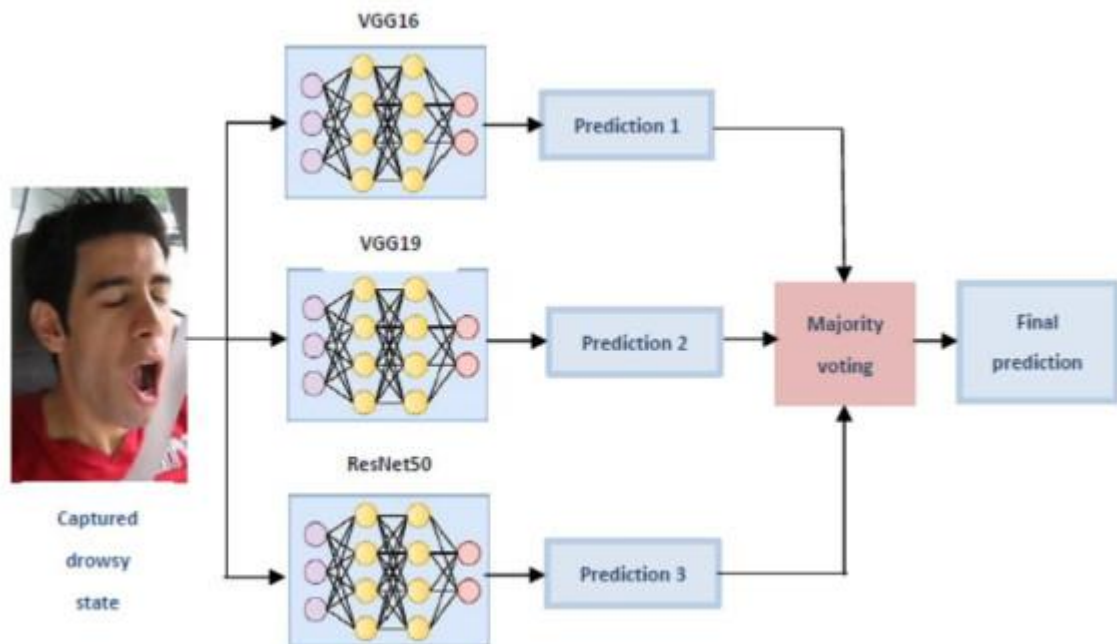 VGG16
Prediction 1
VGG19
Prediction 2
Majority
voting
Final
prediction
ResNet50
Prediction 3
Captured
drowsy
state